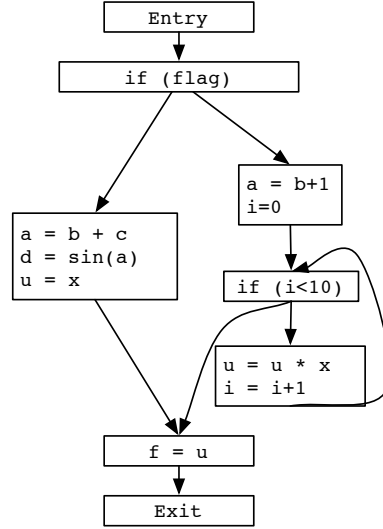 Entry
if (flag)
a = b+1
i=0
a = b + c
d = sin(a)
u = x
if (i<10)
u = u * x
i = i+1
f = u
Exit